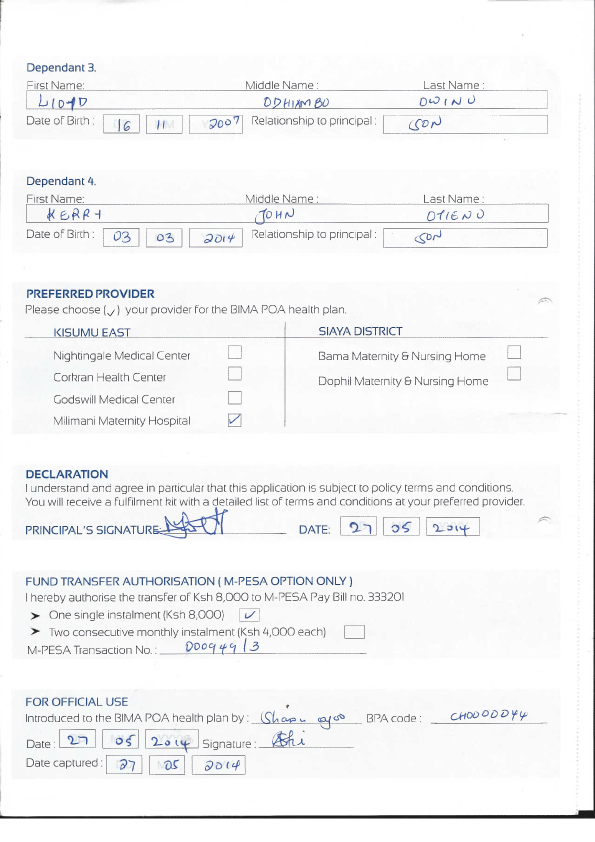 Dependant 3.
First Name: Middle Name : Last Name :
LIOYD ODHIAMBO OWINO
Date of Birth : 16 11 2007 Relationship to principal : SON
Dependant 4.
First Name: Middle Name : Last Name :
KERRY JOHN OTIENO
Date of Birth : 03 03 2014 Relationship to principal : SON
PREFERRED PROVIDER
Please choose (✓) your provider for the BIMA POA health plan.
KISUMU EAST SIAYA DISTRICT
Nightingale Medical Center Bama Maternity & Nursing Home
Corkran Health Center Dophil Maternity & Nursing Home
Godswill Medical Center
Milimani Maternity Hospital ✓
DECLARATION
I understand and agree in particular that this application is subject to policy terms and conditions.
You will receive a fulfilment kit with a detailed list of terms and conditions at your preferred provider.
PRINCIPAL'S SIGNATURE: DATE: 27 05 2014
FUND TRANSFER AUTHORISATION ( M-PESA OPTION ONLY )
I hereby authorise the transfer of Ksh 8,000 to M-PESA Pay Bill no. 333201
➤ One single instalment (Ksh 8,000) ✓
➤ Two consecutive monthly instalment (Ksh 4,000 each)
M-PESA Transaction No. : 00094913
FOR OFFICIAL USE
Introduced to the BIMA POA health plan by : BPA code : CH0000044
Date : 27 05 2014 Signature :
Date captured : 27 05 2014